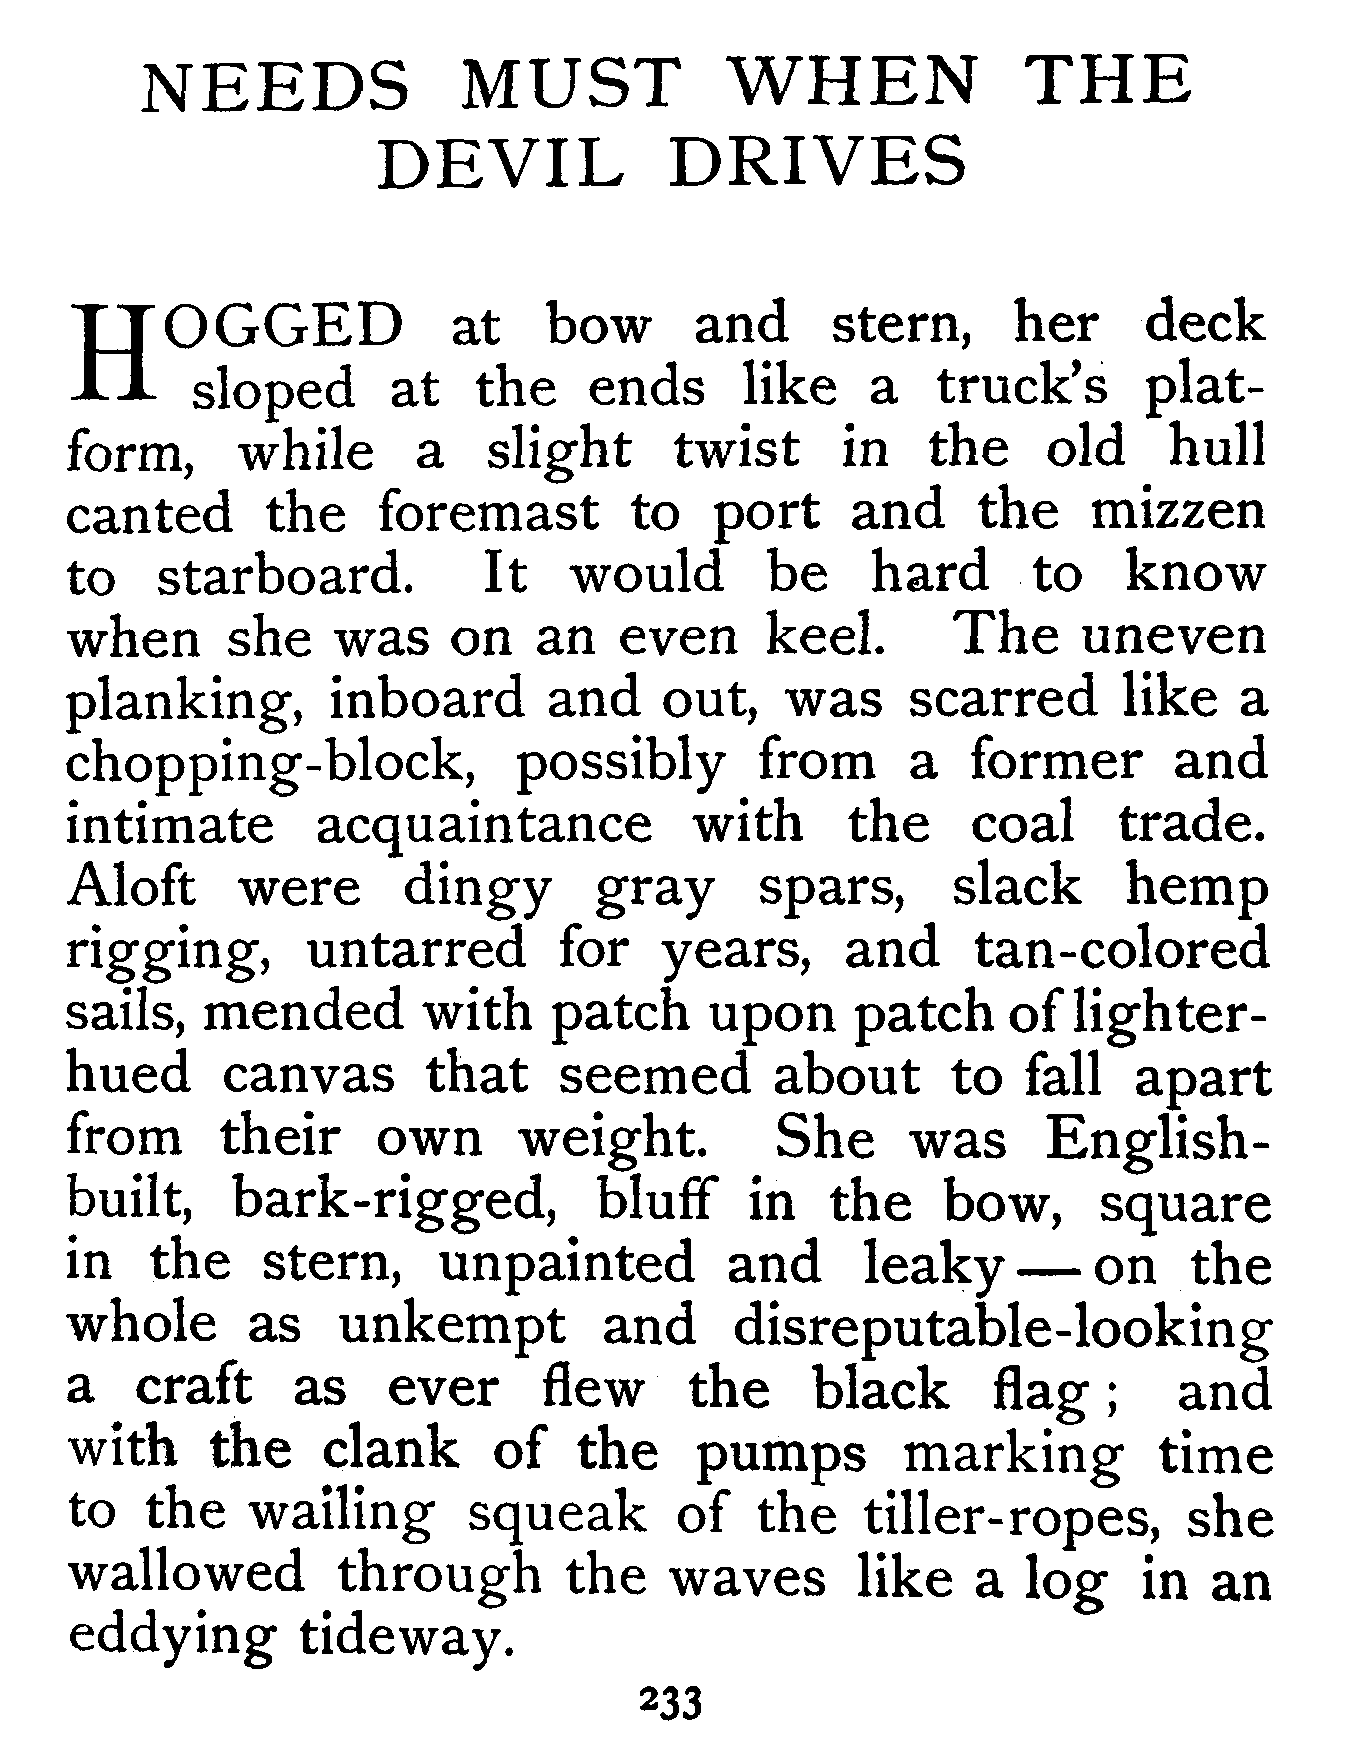 NEEDS MUST WHEN THE
DEVIL DRIVES
HOGGED at bow and stern, her deck
sloped at the ends like a truck's plat-
form, while a slight twist in the old hull
canted the foremast to port and the mizzen
to starboard. It would be hard to know
when she was on an even keel. The uneven
planking, inboard and out, was scarred like a
chopping-block, possibly from a former and
intimate acquaintance with the coal trade.
Aloft were dingy gray spars, slack hemp
rigging, untarred for years, and tan-colored
sails, mended with patch upon patch of lighter-
hued canvas that seemed about to fall apart
from their own weight. She was English-
built, bark-rigged, bluff in the bow, square
in the stern, unpainted and leaky—on the
whole as unkempt and disreputable-looking
a craft as ever flew the black flag; and
with the clank of the pumps marking time
to the wailing squeak of the tiller-ropes, she
wallowed through the waves like a log in an
eddying tideway.
233